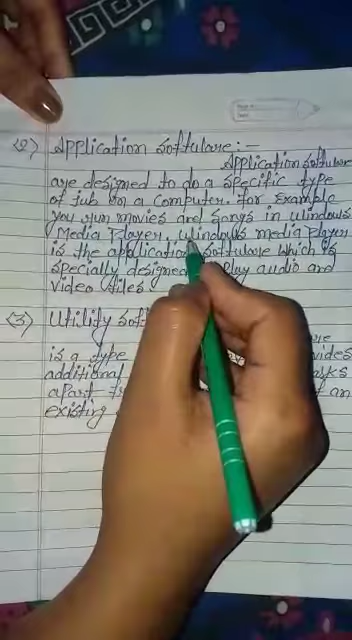 (2) Application software:-
Application software
are designed to do a specific type
of job on a computer. for example
you run movies and songs in windows
Media Player. Windows media Player
is the application software which is
specially designed play audio and
video files.
(3) Utility
is a type
additional asks
apart an
existing